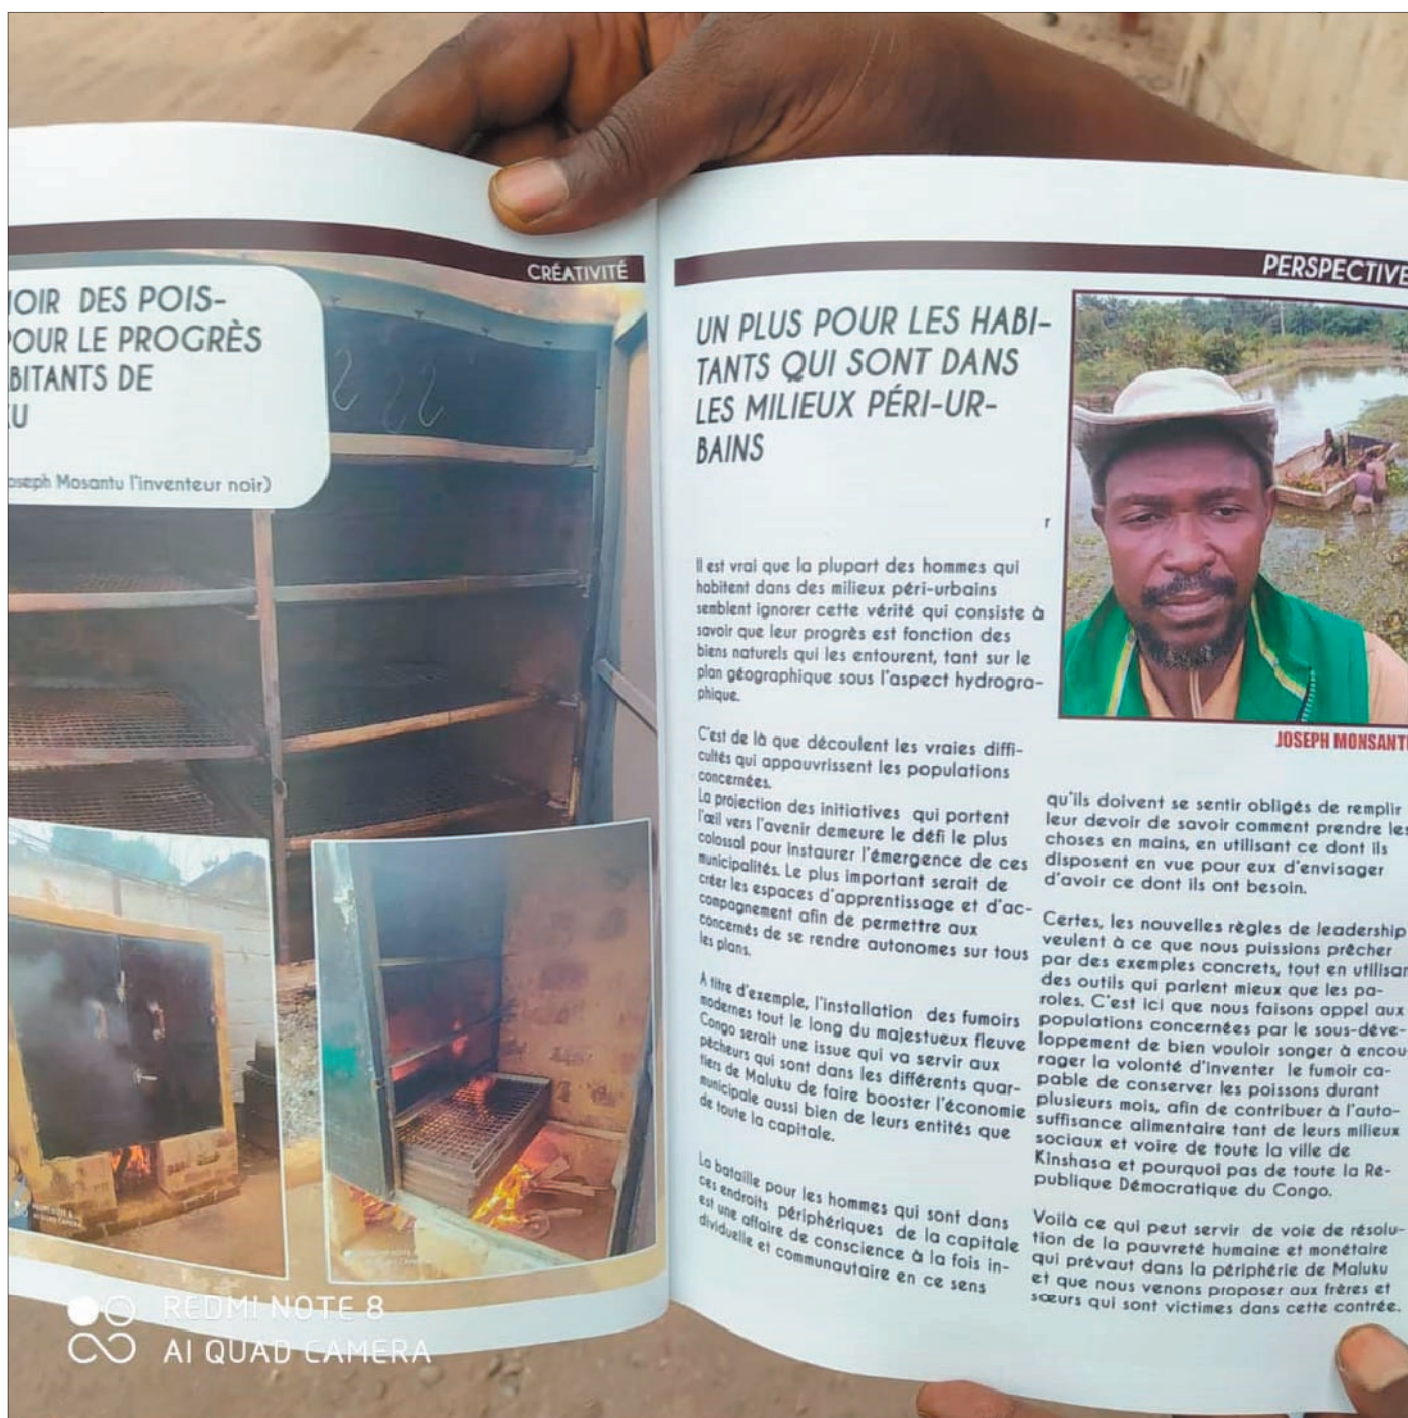 CRÉATIVITÉ
OIR DES POIS-
POUR LE PROGRÈS
BITANTS DE
U
oseph Mosantu l'inventeur noir)
REDMI NOTE 8
AI QUAD CAMERA
PERSPECTIVE
UN PLUS POUR LES HABI-
TANTS QUI SONT DANS
LES MILIEUX PÉRI-UR-
BAINS
r
Il est vrai que la plupart des hommes qui
habitent dans des milieux péri-urbains
semblent ignorer cette vérité qui consiste à
savoir que leur progrès est fonction des
biens naturels qui les entourent, tant sur le
plan géographique sous l'aspect hydrogra-
phique.
C'est de là que découlent les vraies diffi-
cultés qui appauvrissent les populations
concernées.
La projection des initiatives qui portent
l'œil vers l'avenir demeure le défi le plus
colossal pour instaurer l'émergence de ces
municipalités. Le plus important serait de
créer les espaces d'apprentissage et d'ac-
compagnement afin de permettre aux
concernés de se rendre autonomes sur tous
les plans.
A titre d'exemple, l'installation des fumoirs
modernes tout le long du majestueux fleuve
Congo serait une issue qui va servir aux
pêcheurs qui sont dans les différents quar-
tiers de Maluku de faire booster l'économie
municipale aussi bien de leurs entités que
de toute la capitale.
La bataille pour les hommes qui sont dans
ces endroits périphériques de la capitale
est une affaire de conscience à la fois in-
dividuelle et communautaire en ce sens
JOSEPH MONSANT
qu'ils doivent se sentir obligés de remplir
leur devoir de savoir comment prendre les
choses en mains, en utilisant ce dont ils
disposent en vue pour eux d'envisager
d'avoir ce dont ils ont besoin.
Certes, les nouvelles règles de leadership
veulent à ce que nous puissions prêcher
par des exemples concrets, tout en utilisan
des outils qui parlent mieux que les pa-
roles. C'est ici que nous faisons appel aux
populations concernées par le sous-déve-
loppement de bien vouloir songer à encou
rager la volonté d'inventer le fumoir ca-
pable de conserver les poissons durant
plusieurs mois, afin de contribuer à l'auto-
suffisance alimentaire tant de leurs milieux
sociaux et voire de toute la ville de
Kinshasa et pourquoi pas de toute la Ré-
publique Démocratique du Congo.
Voilà ce qui peut servir de voie de résolu-
tion de la pauvreté humaine et monétaire
qui prévaut dans la périphérie de Maluku
et que nous venons proposer aux frères et
sœurs qui sont victimes dans cette contrée.
REDMI NOTE 8
AI QUAD CAMERA